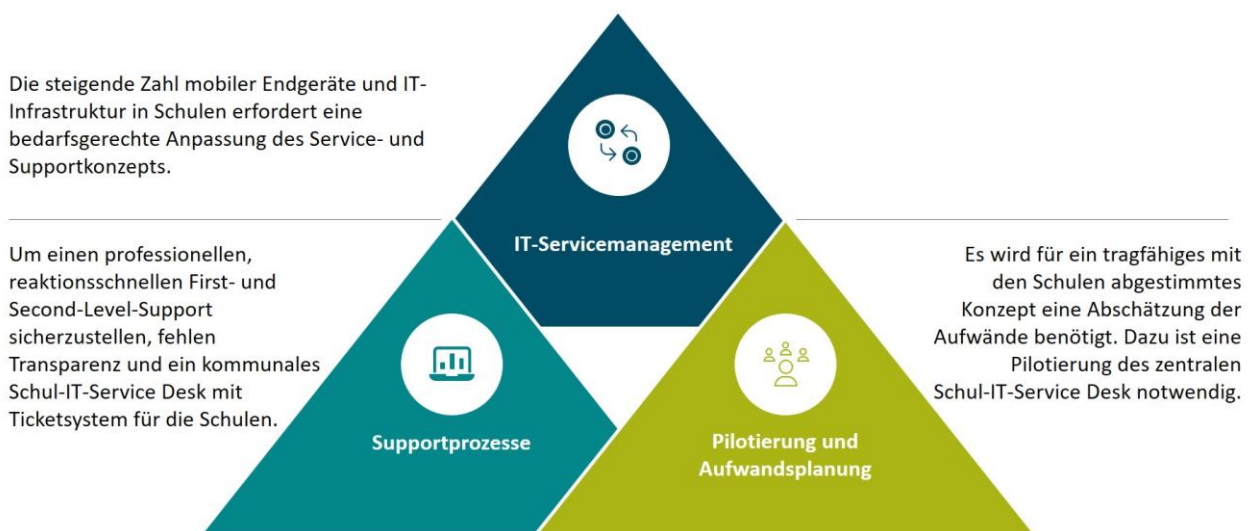 Die steigende Zahl mobiler Endgeräte und IT-
Infrastruktur in Schulen erfordert eine
bedarfsgerechte Anpassung des Service- und
Supportkonzepts.
IT-Servicemanagement
Um einen professionellen,
reaktionsschnellen First- und
Second-Level-Support
sicherzustellen, fehlen
Transparenz und ein kommunales
Schul-IT-Service Desk mit
Ticketsystem für die Schulen.
Supportprozesse
Pilotierung und
Aufwandsplanung
Es wird für ein tragfähiges mit
den Schulen abgestimmtes
Konzept eine Abschätzung der
Aufwände benötigt. Dazu ist eine
Pilotierung des zentralen
Schul-IT-Service Desk notwendig.